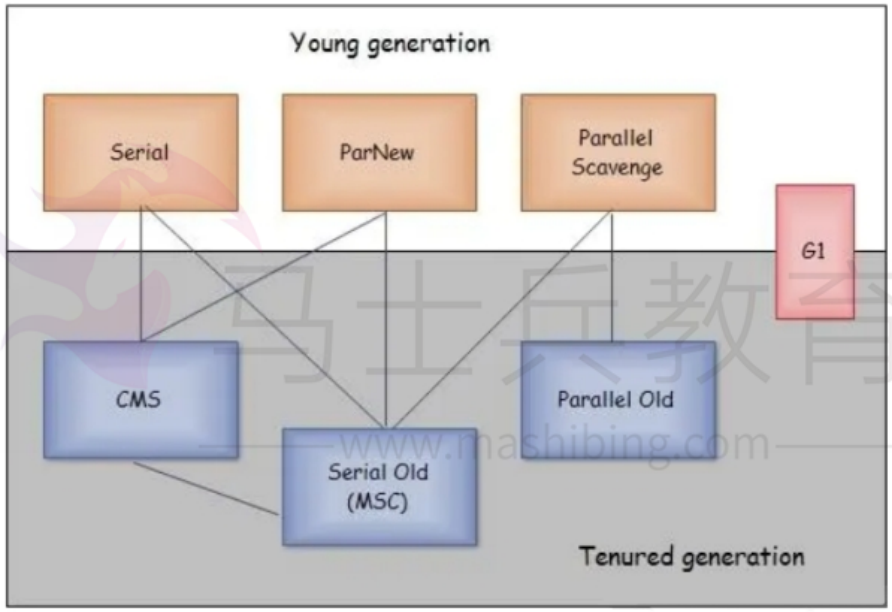 Young generation
Serial
ParNew
Parallel
Scavenge
G1
马士兵教育
CMS
Parallel Old
www.mashibing.com
Serial Old
(MSC)
Tenured generation